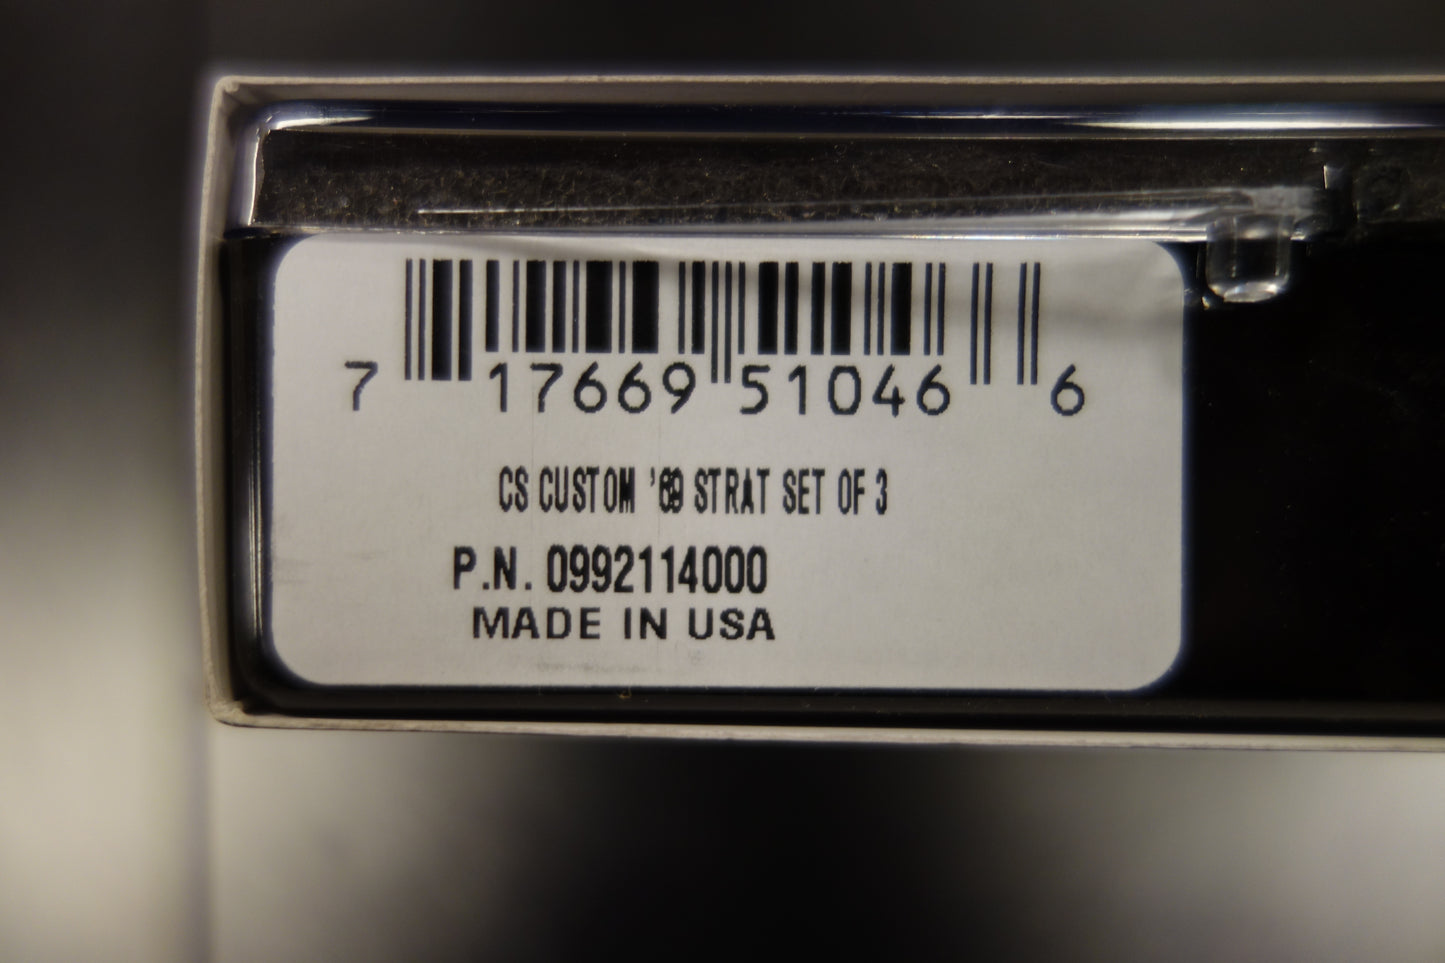 7 17669 51046 6
CS CUSTOM '69 STRAT SET OF 3
P.N. 0992114000
MADE IN USA